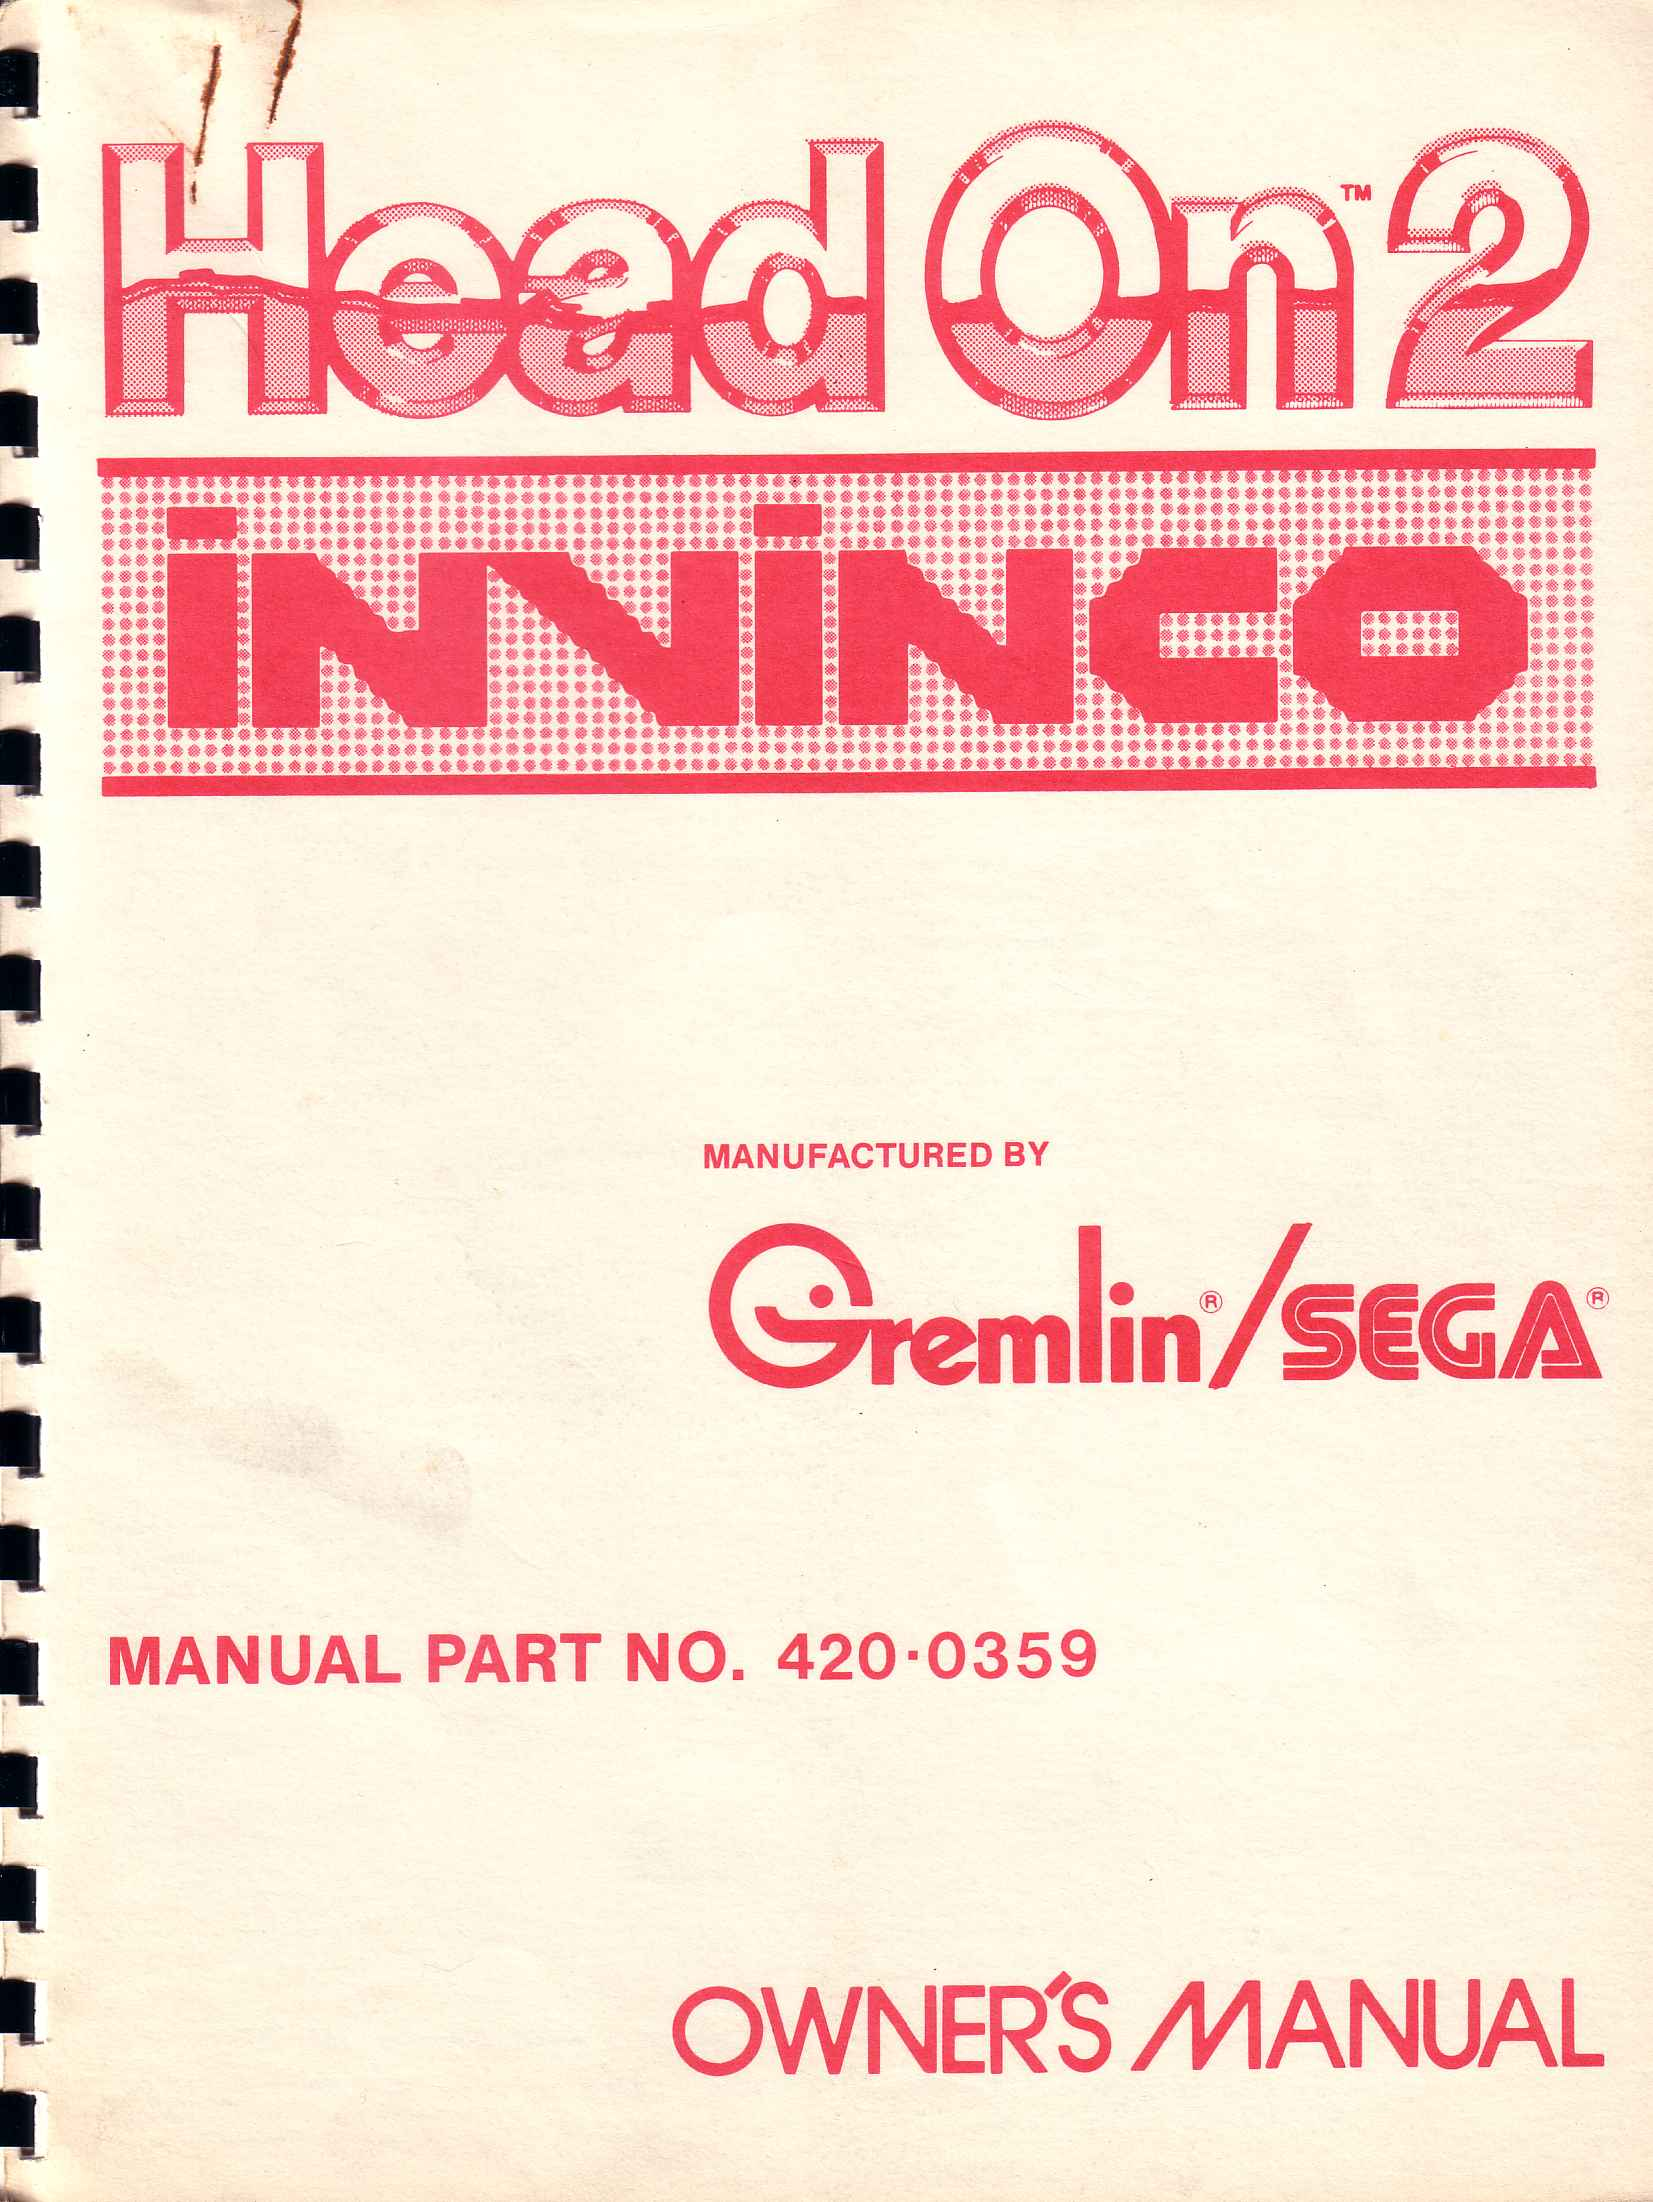 Head On™ 2
INVINCO
MANUFACTURED BY
Gremlin®/SEGA®
MANUAL PART NO. 420·0359
OWNER'S MANUAL